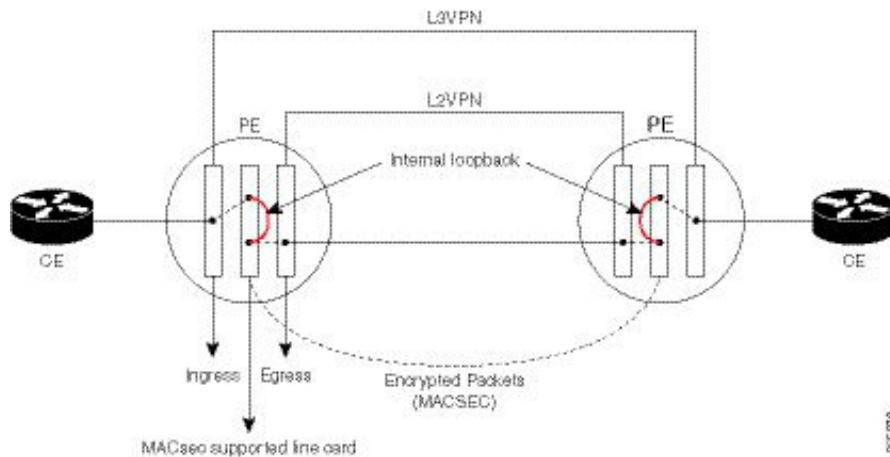 L3VPN
L2VPN
PE
PE
Internal loopback
CE
CE
Ingress
Egress
Encrypted Packets
(MACSEC)
MACsec supported line card